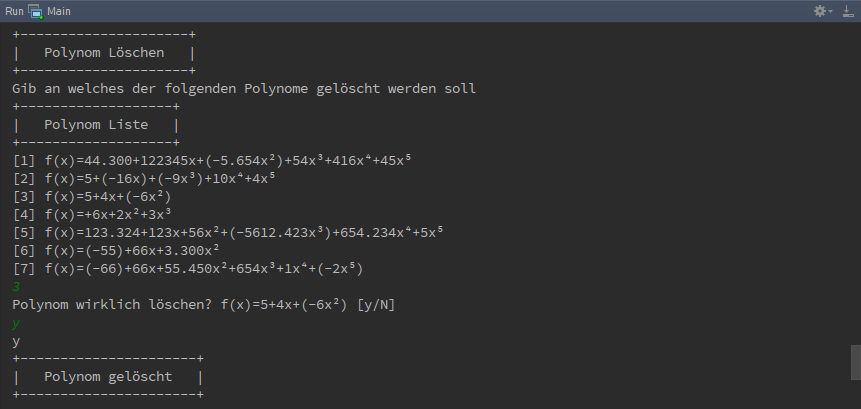 Run Main
+---------------------+
|   Polynom Löschen   |
+---------------------+
Gib an welches der folgenden Polynome gelöscht werden soll
+-------------------+
|   Polynom Liste   |
+-------------------+
[1] f(x)=44.300+122345x+(-5.654x²)+54x³+416x⁴+45x⁵
[2] f(x)=5+(-16x)+(-9x³)+10x⁴+4x⁵
[3] f(x)=5+4x+(-6x²)
[4] f(x)=+6x+2x²+3x³
[5] f(x)=123.324+123x+56x²+(-5612.423x³)+654.234x⁴+5x⁵
[6] f(x)=(-55)+66x+3.300x²
[7] f(x)=(-66)+66x+55.450x²+654x³+1x⁴+(-2x⁵)
3
Polynom wirklich löschen? f(x)=5+4x+(-6x²) [y/N]
y
y
+----------------------+
|   Polynom gelöscht   |
+----------------------+